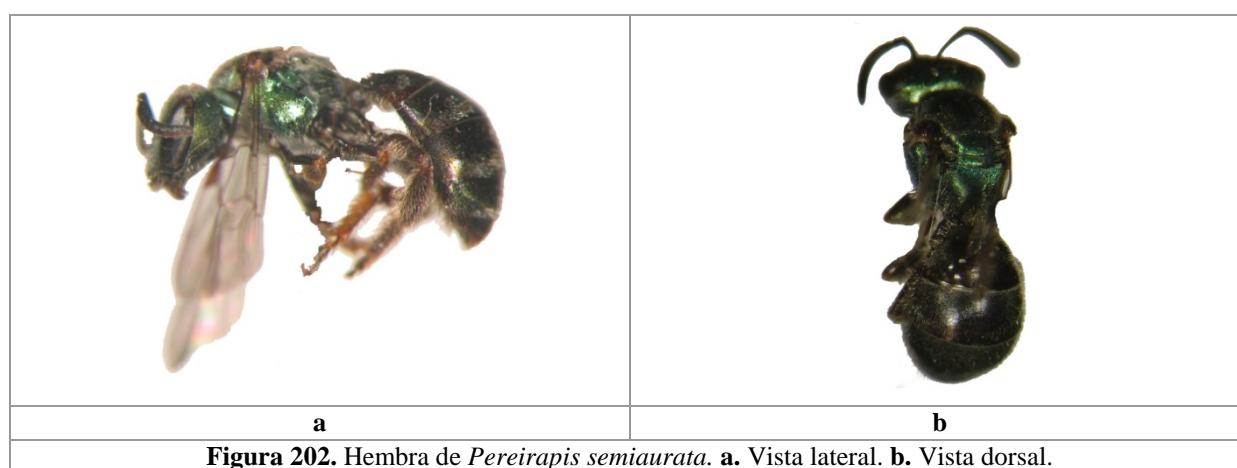 a
b
Figura 202. Hembra de Pereirapis semiaurata. a. Vista lateral. b. Vista dorsal.